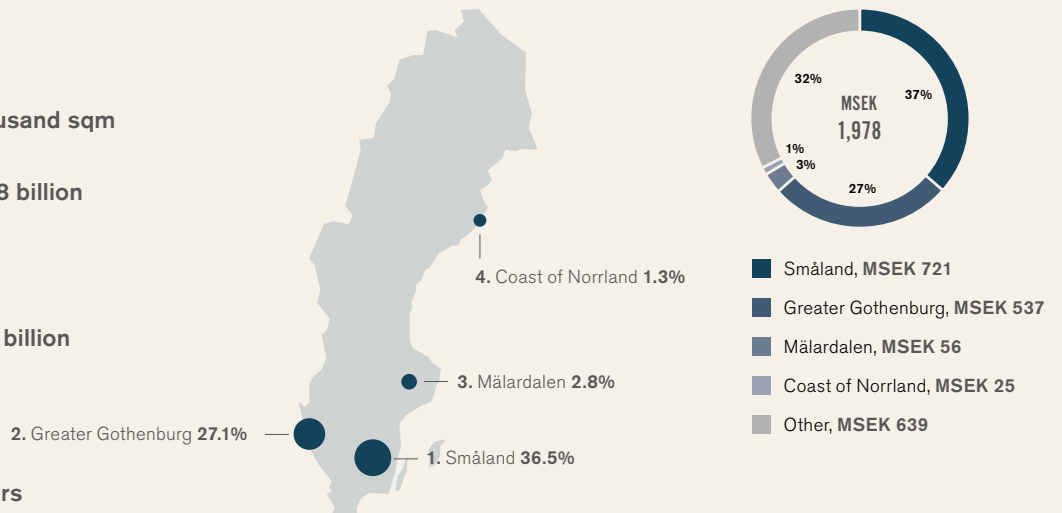 usand sqm
8 billion
billion
rs
4. Coast of Norrland 1.3%
3. Mälardalen 2.8%
2. Greater Gothenburg 27.1%
1. Småland 36.5%
32%
37%
MSEK
1,978
1%
3%
27%
Småland, MSEK 721
Greater Gothenburg, MSEK 537
Mälardalen, MSEK 56
Coast of Norrland, MSEK 25
Other, MSEK 639